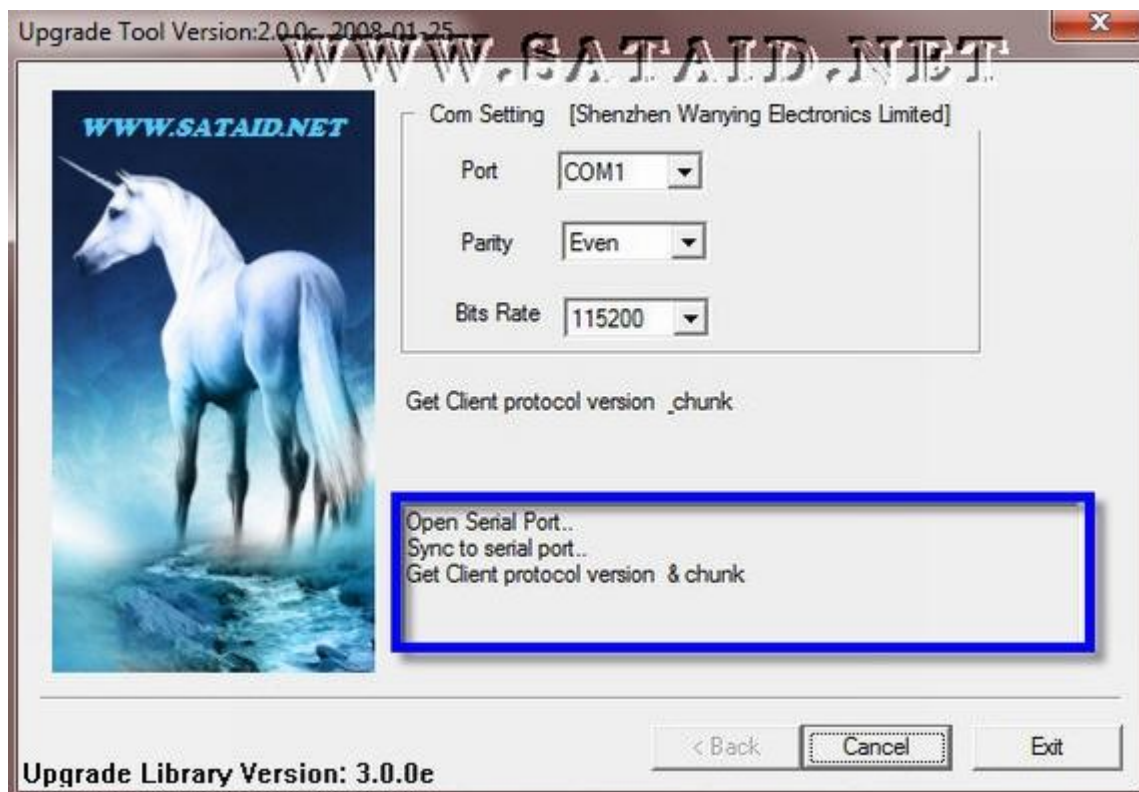 Upgrade Tool Version:2.0.0c, 2008-01-25
WWW.SATAID.NET
WWW.SATAID.NET
Com Setting [Shenzhen Wanying Electronics Limited]
Port COM1
Parity Even
Bits Rate 115200
Get Client protocol version _chunk
Open Serial Port..
Sync to serial port..
Get Client protocol version & chunk
< Back Cancel Exit
Upgrade Library Version: 3.0.0e